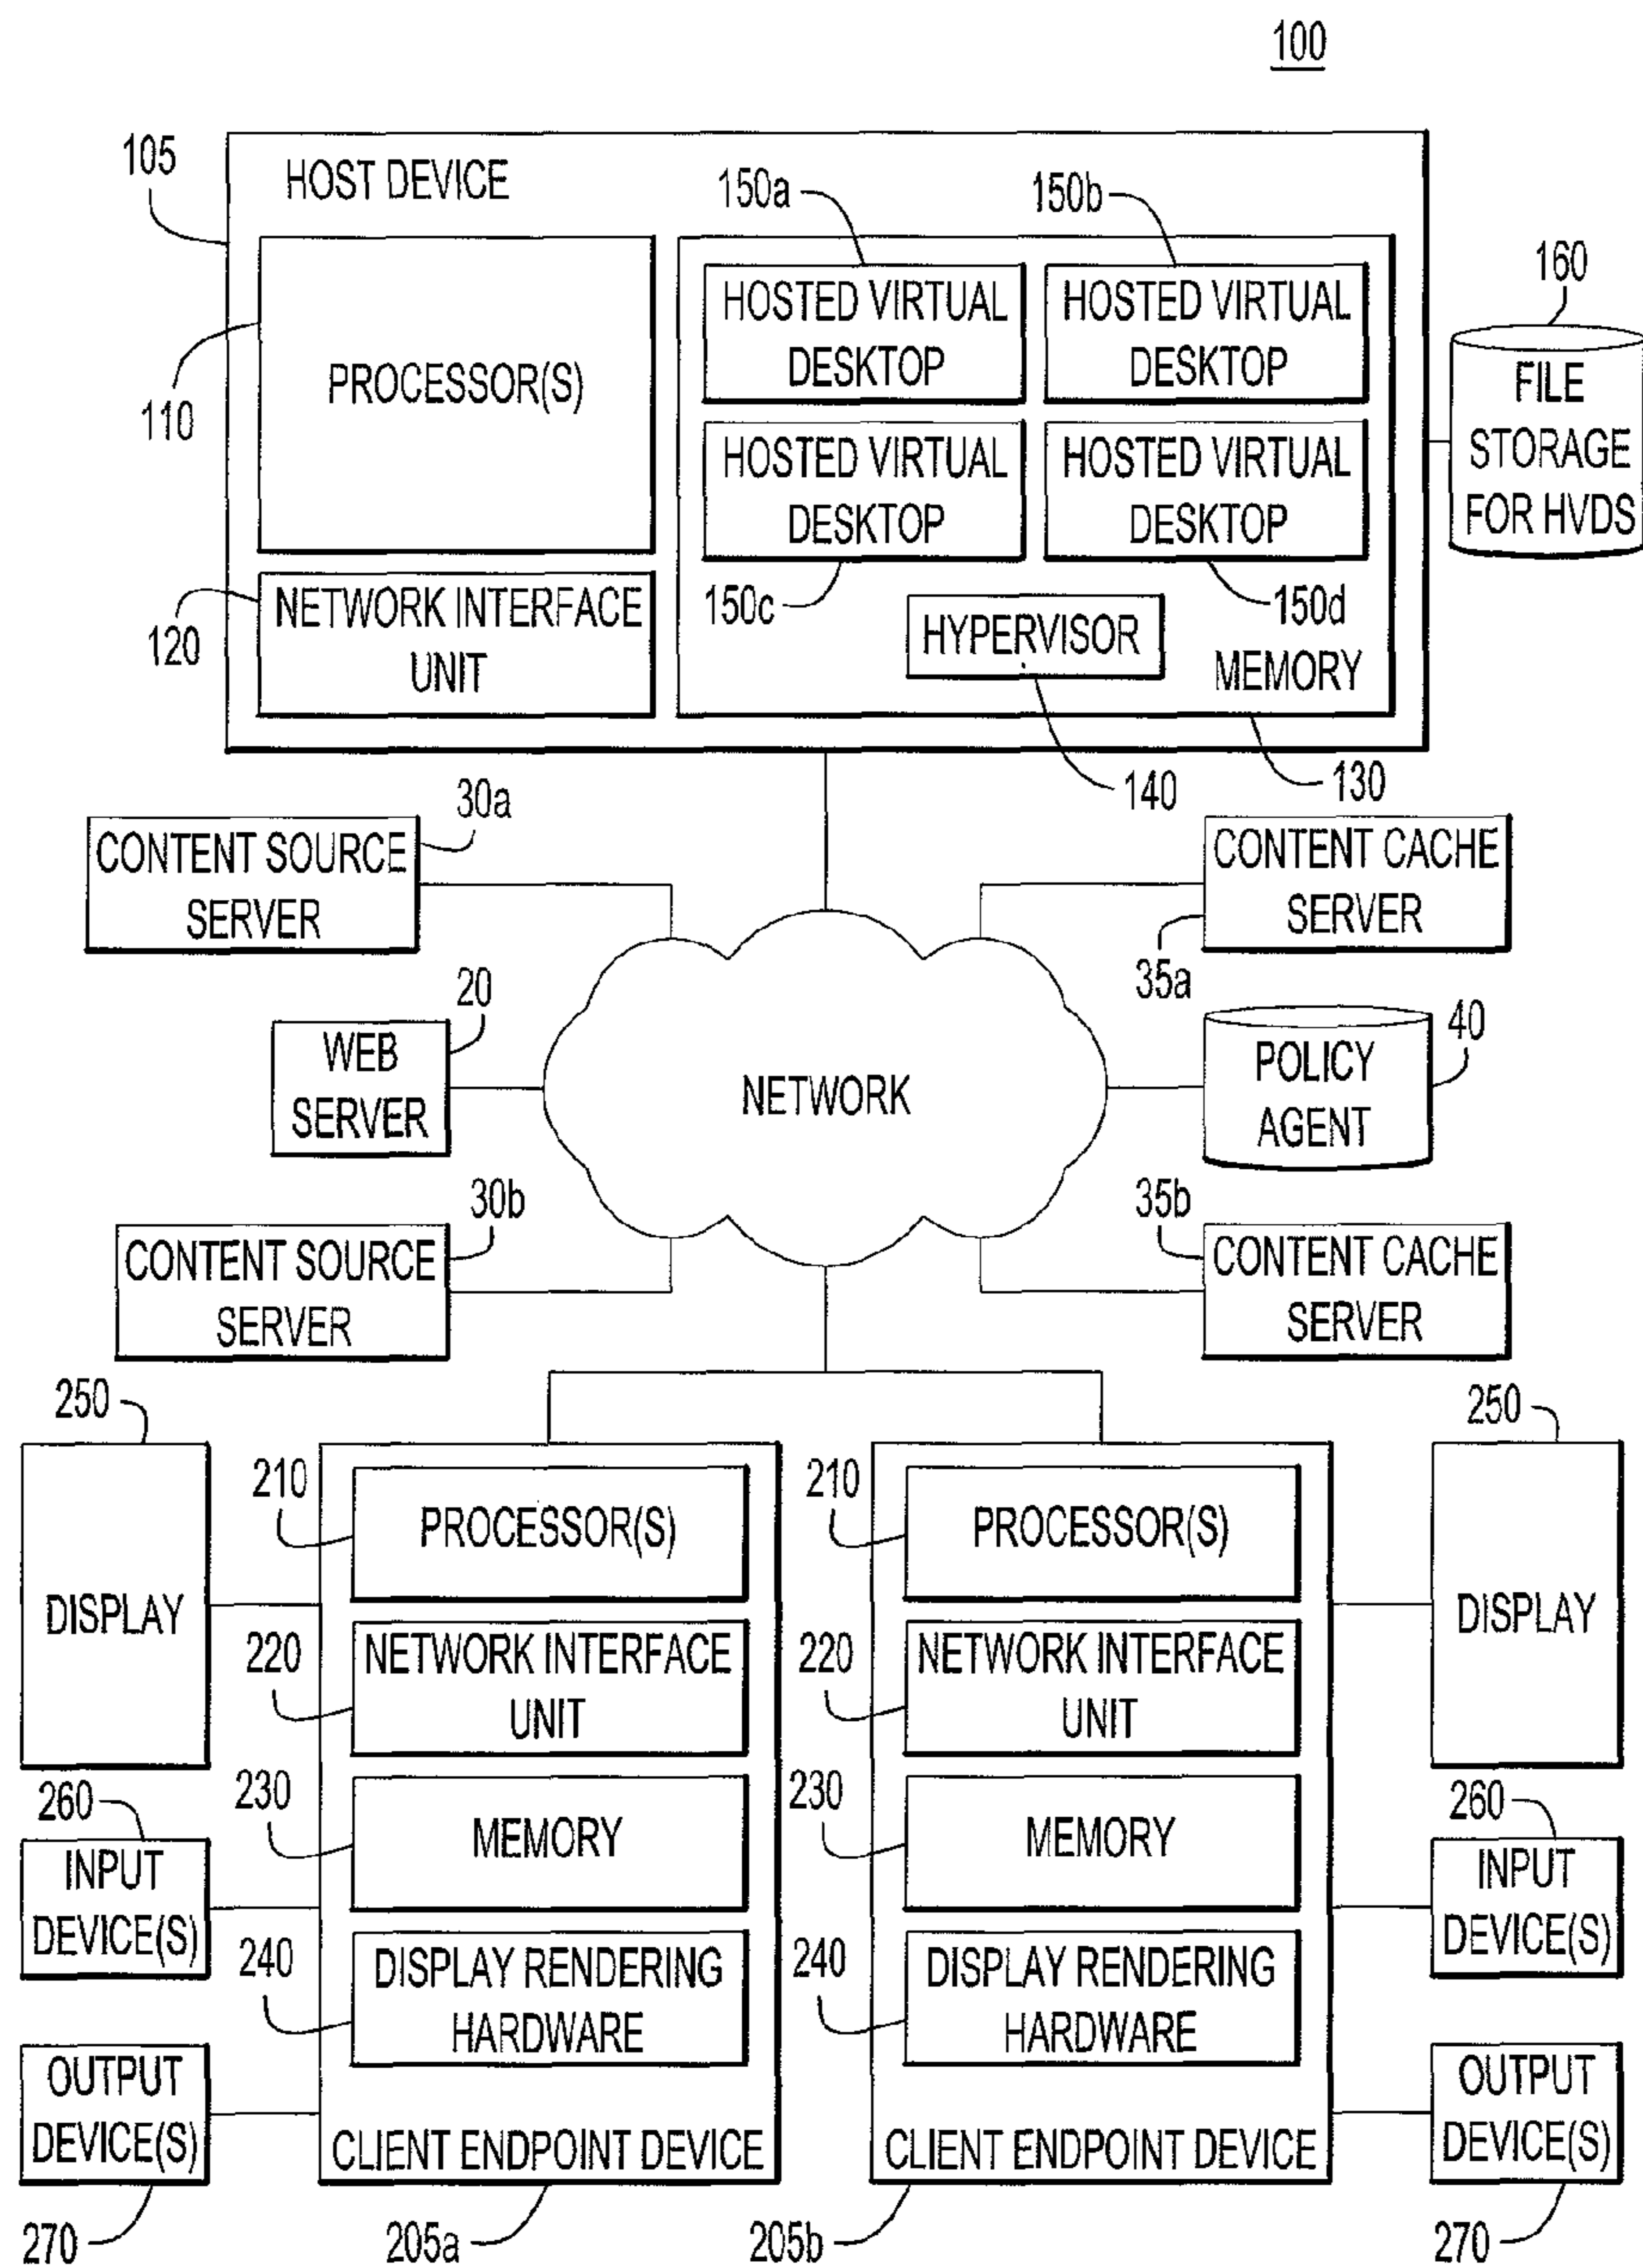 100
105
HOST DEVICE
150a
150b
160
110
PROCESSOR(S)
HOSTED VIRTUAL
DESKTOP
HOSTED VIRTUAL
DESKTOP
HOSTED VIRTUAL
DESKTOP
HOSTED VIRTUAL
DESKTOP
FILE
STORAGE
FOR HVDS
120
NETWORK INTERFACE
UNIT
150c
150d
HYPERVISOR
MEMORY
140
130
30a
CONTENT SOURCE
SERVER
CONTENT CACHE
SERVER
35a
20
WEB
SERVER
NETWORK
40
POLICY
AGENT
30b
CONTENT SOURCE
SERVER
35b
CONTENT CACHE
SERVER
250
DISPLAY
210
PROCESSOR(S)
210
PROCESSOR(S)
250
DISPLAY
220
NETWORK INTERFACE
UNIT
220
NETWORK INTERFACE
UNIT
260
INPUT
DEVICE(S)
230
MEMORY
230
MEMORY
260
INPUT
DEVICE(S)
240
DISPLAY RENDERING
HARDWARE
240
DISPLAY RENDERING
HARDWARE
OUTPUT
DEVICE(S)
270
CLIENT ENDPOINT DEVICE
205a
CLIENT ENDPOINT DEVICE
205b
OUTPUT
DEVICE(S)
270